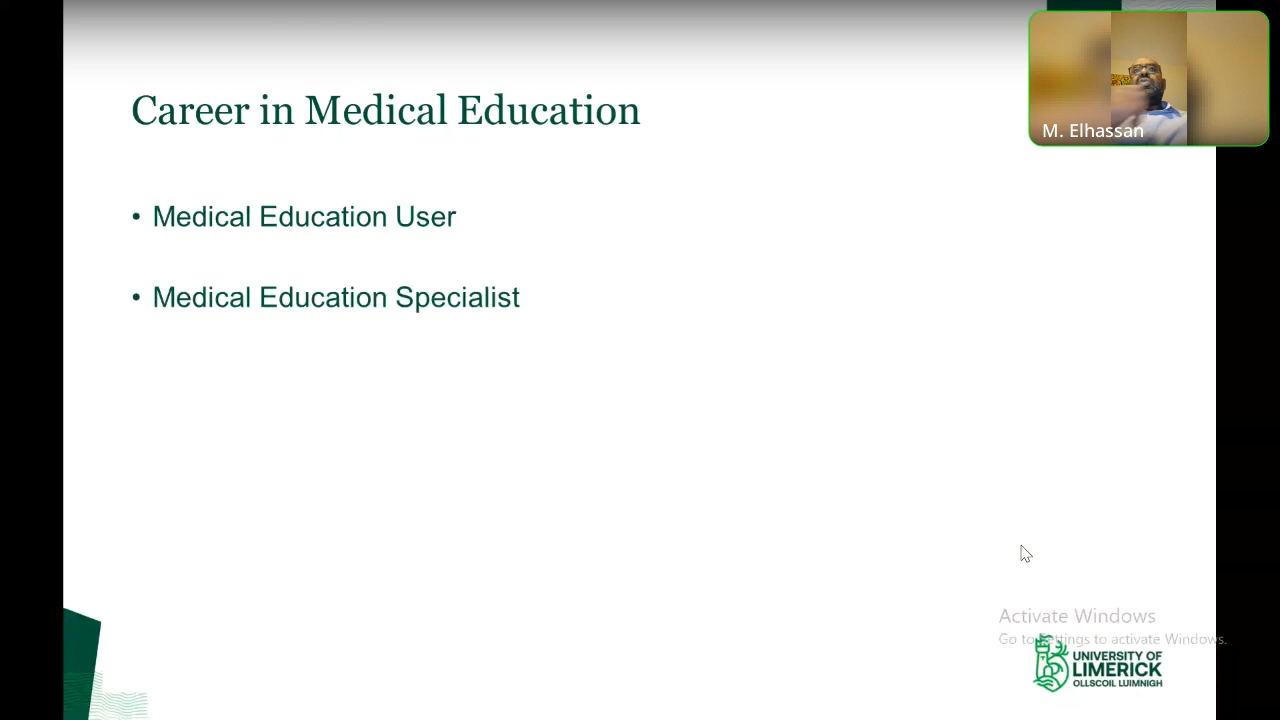 Career in Medical Education
M. Elhassan
• Medical Education User
• Medical Education Specialist
Activate Windows
Go to Settings to activate Windows.
UNIVERSITY OF
LIMERICK
OLLSCOIL LUIMNIGH